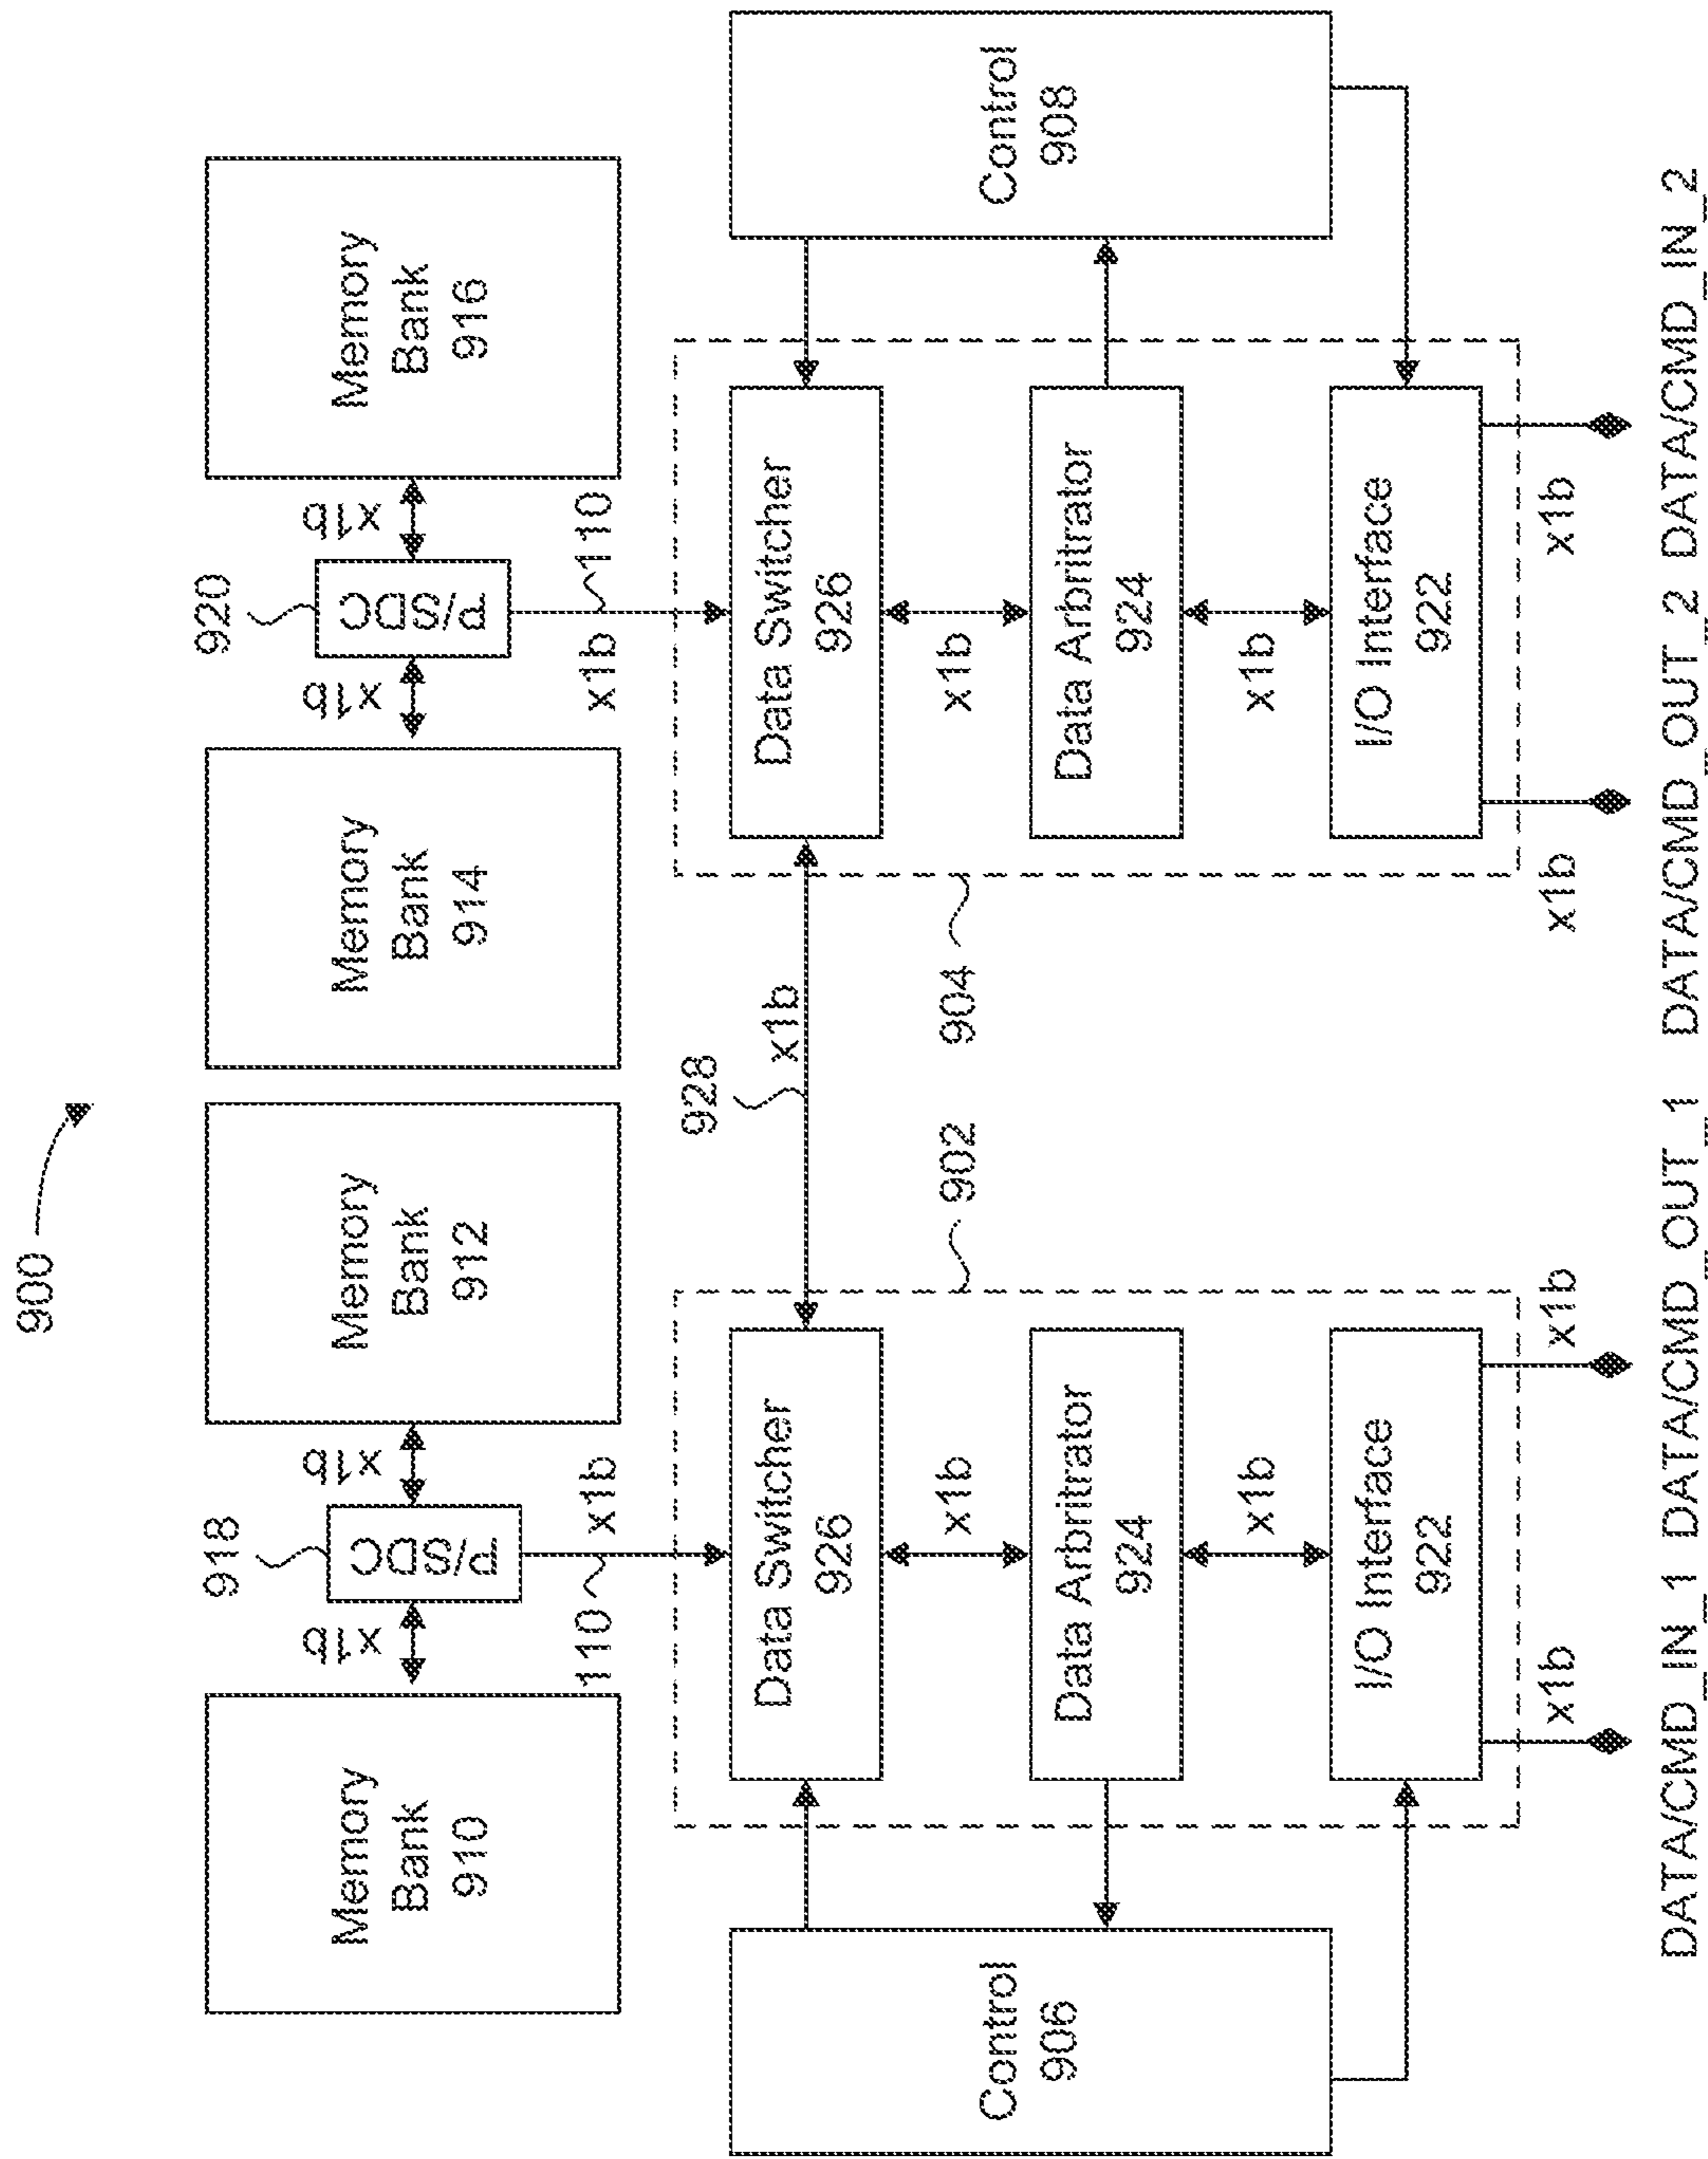 900
Memory
Bank
910
918
P/SDC
x1b
x1b
Memory
Bank
912
Memory
Bank
914
920
P/SDC
x1b
x1b
Memory
Bank
916
110
x1b
928
x1b
x1b
110
Control
906
Data Switcher
926
x1b
Data Arbritrator
924
x1b
I/O Interface
922
902
904
Data Switcher
926
x1b
Data Arbritrator
924
x1b
I/O Interface
922
Control
908
x1b
x1b
x1b
x1b
DATA/CMD_IN_1 DATA/CMD_OUT_1 DATA/CMD_OUT_2 DATA/CMD_IN_2